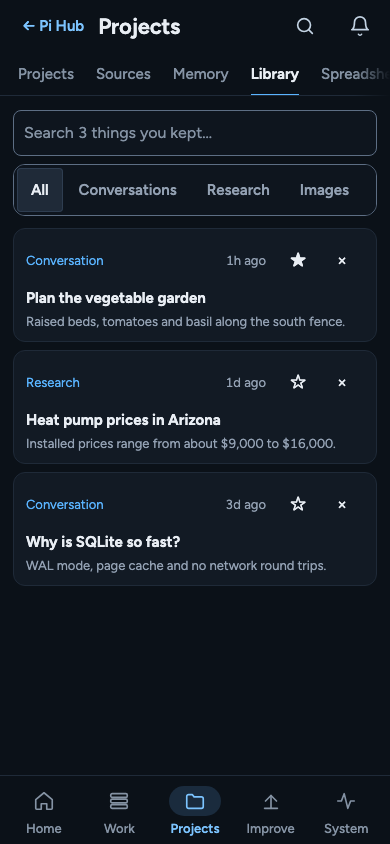 ← Pi Hub Projects
Projects Sources Memory Library Spreadsh
Search 3 things you kept...
All Conversations Research Images
Conversation 1h ago ★ ×
Plan the vegetable garden
Raised beds, tomatoes and basil along the south fence.
Research 1d ago ☆ ×
Heat pump prices in Arizona
Installed prices range from about $9,000 to $16,000.
Conversation 3d ago ☆ ×
Why is SQLite so fast?
WAL mode, page cache and no network round trips.
Home Work Projects Improve System